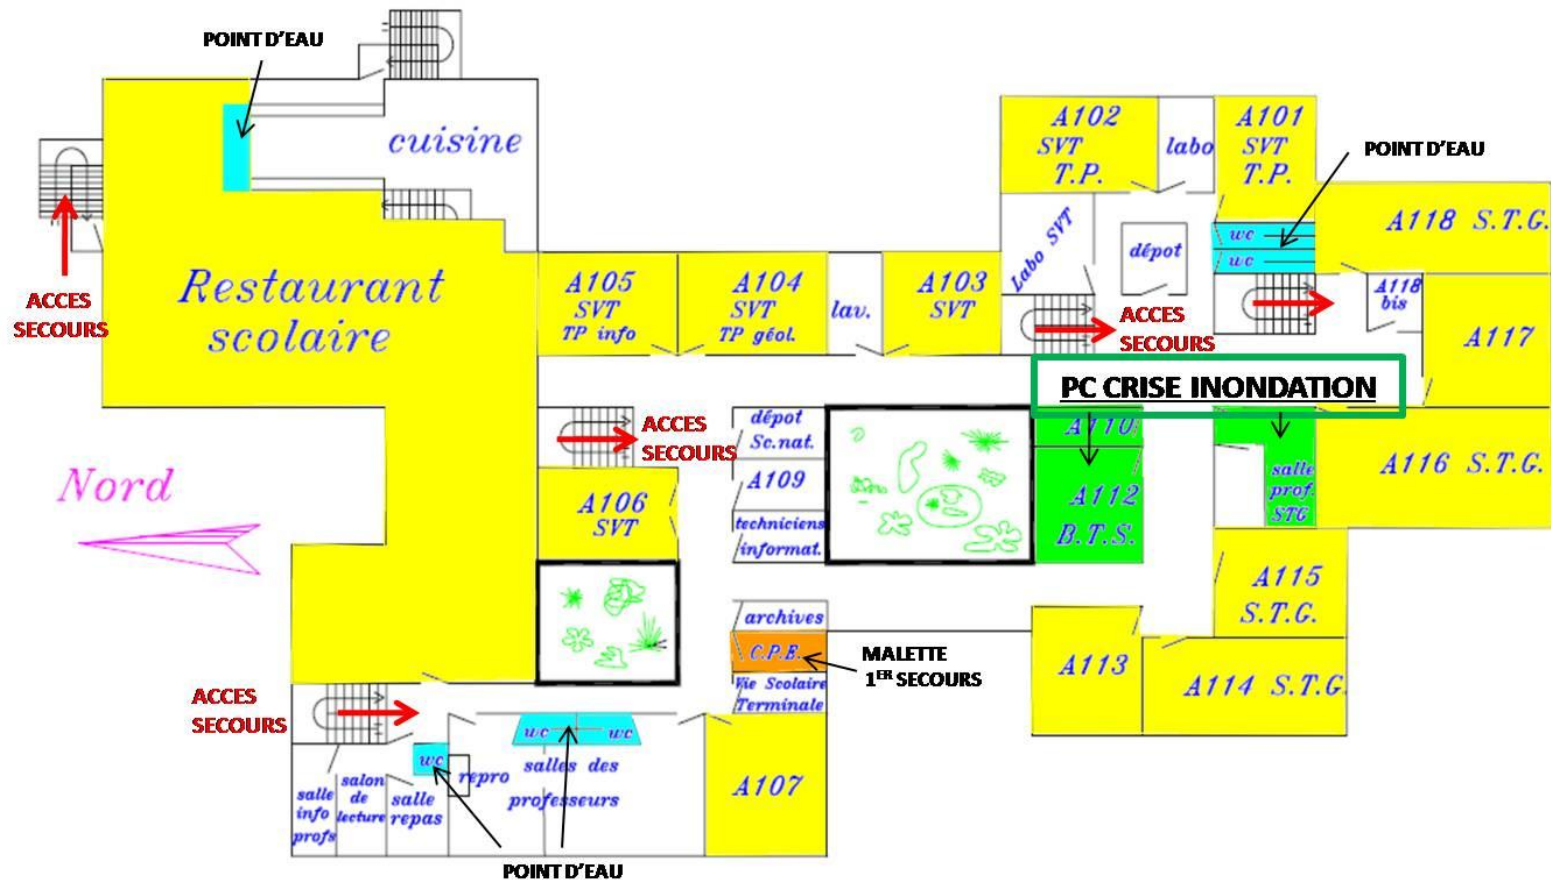 POINT D'EAU
cuisine
A102
SVT
T.P.
labo
A101
SVT
T.P.
POINT D'EAU
A118 S.T.G.
wc
wc
Labo SVT
dépot
A118
bis
Restaurant
scolaire
ACCES
SECOURS
A105
SVT
TP info
A104
SVT
TP géol.
lav.
A103
SVT
ACCES
SECOURS
A117
PC CRISE INONDATION
ACCES
SECOURS
dépot
Sc.nat.
A110
A109
A112
B.T.S.
salle
prof.
STG
A116 S.T.G.
Nord
A106
SVT
techniciens
informat.
A115
S.T.G.
archives
C.P.E.
MALETTE
1ER SECOURS
A113
A114 S.T.G.
Vie Scolaire
Terminale
ACCES
SECOURS
wc
wc
wc
repro
salles des
professeurs
A107
salle
info
profs
salon
de
lecture
salle
repas
POINT D'EAU